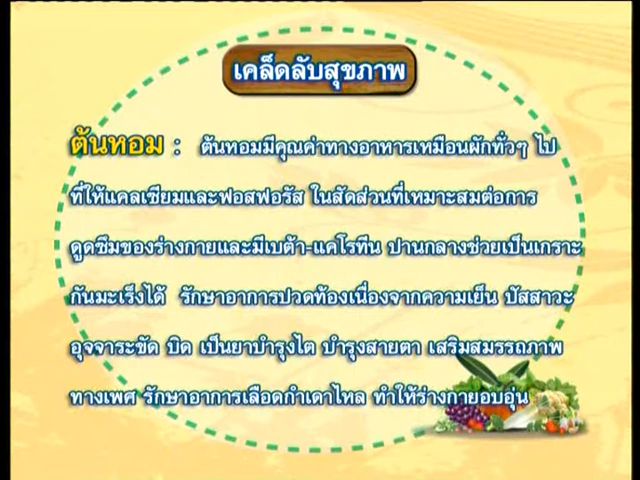 เคล็ดลับสุขภาพ
ต้นหอม : ต้นหอมมีคุณค่าทางอาหารเหมือนผักทั่วๆ ไป
ที่ให้แคลเซียมและฟอสฟอรัส ในสัดส่วนที่เหมาะสมต่อการ
ดูดซึมของร่างกายและมีเบต้า-แคโรทีน ปานกลางช่วยเป็นเกราะ
กันมะเร็งได้ รักษาอาการปวดท้องเนื่องจากความเย็น ปัสสาวะ
อุจจาระขัด บิด เป็นยาบำรุงไต บำรุงสายตา เสริมสมรรถภาพ
ทางเพศ รักษาอาการเลือดกำเดาไหล ทำให้ร่างกายอบอุ่น